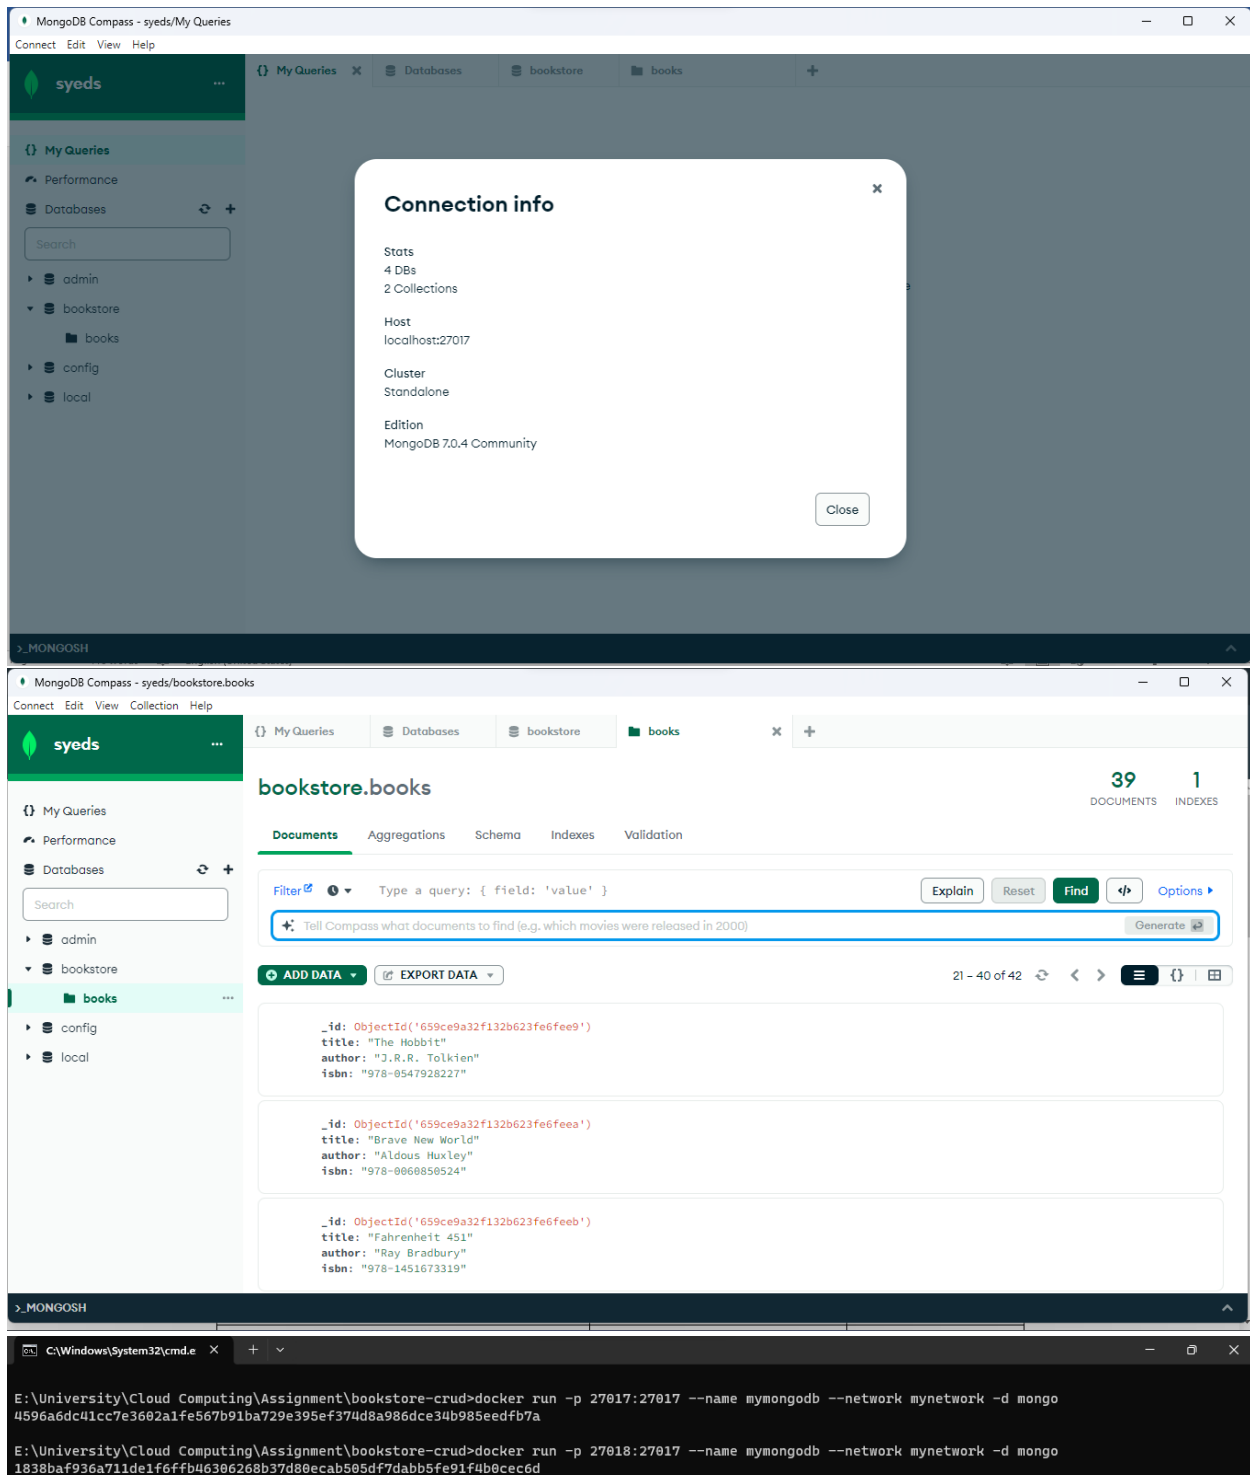 MongoDB Compass - syeds/My Queries
Connect Edit View Help
syeds
{} My Queries
Databases
bookstore
books
{} My Queries
Performance
Databases
Search
admin
bookstore
books
config
local
Connection info
Stats
4 DBs
2 Collections
Host
localhost:27017
Cluster
Standalone
Edition
MongoDB 7.0.4 Community
Close
>_MONGOSH
MongoDB Compass - syeds/bookstore.books
Connect Edit View Collection Help
syeds
{} My Queries
Databases
bookstore
books
{} My Queries
Performance
Databases
Search
admin
bookstore
books
config
local
bookstore.books
39
DOCUMENTS
1
INDEXES
Documents Aggregations Schema Indexes Validation
Filter
Type a query: { field: 'value' }
Explain Reset Find </> Options
Tell Compass what documents to find (e.g. which movies were released in 2000)
Generate
ADD DATA EXPORT DATA
21 – 40 of 42
{}
_id: ObjectId('659ce9a32f132b623fe6fee9')
title: "The Hobbit"
author: "J.R.R. Tolkien"
isbn: "978-0547928227"
_id: ObjectId('659ce9a32f132b623fe6feea')
title: "Brave New World"
author: "Aldous Huxley"
isbn: "978-0060850524"
_id: ObjectId('659ce9a32f132b623fe6feeb')
title: "Fahrenheit 451"
author: "Ray Bradbury"
isbn: "978-1451673319"
>_MONGOSH
C:\Windows\System32\cmd.e
E:\University\Cloud Computing\Assignment\bookstore-crud>docker run -p 27017:27017 --name mymongodb --network mynetwork -d mongo
4596a6dc41cc7e3602a1fe567b91ba729e395ef374d8a986dce34b985eedfb7a
E:\University\Cloud Computing\Assignment\bookstore-crud>docker run -p 27018:27017 --name mymongodb --network mynetwork -d mongo
1838baf936a711de1f6ffb46306268b37d80ecab505df7dabb5fe91f4b0cec6d